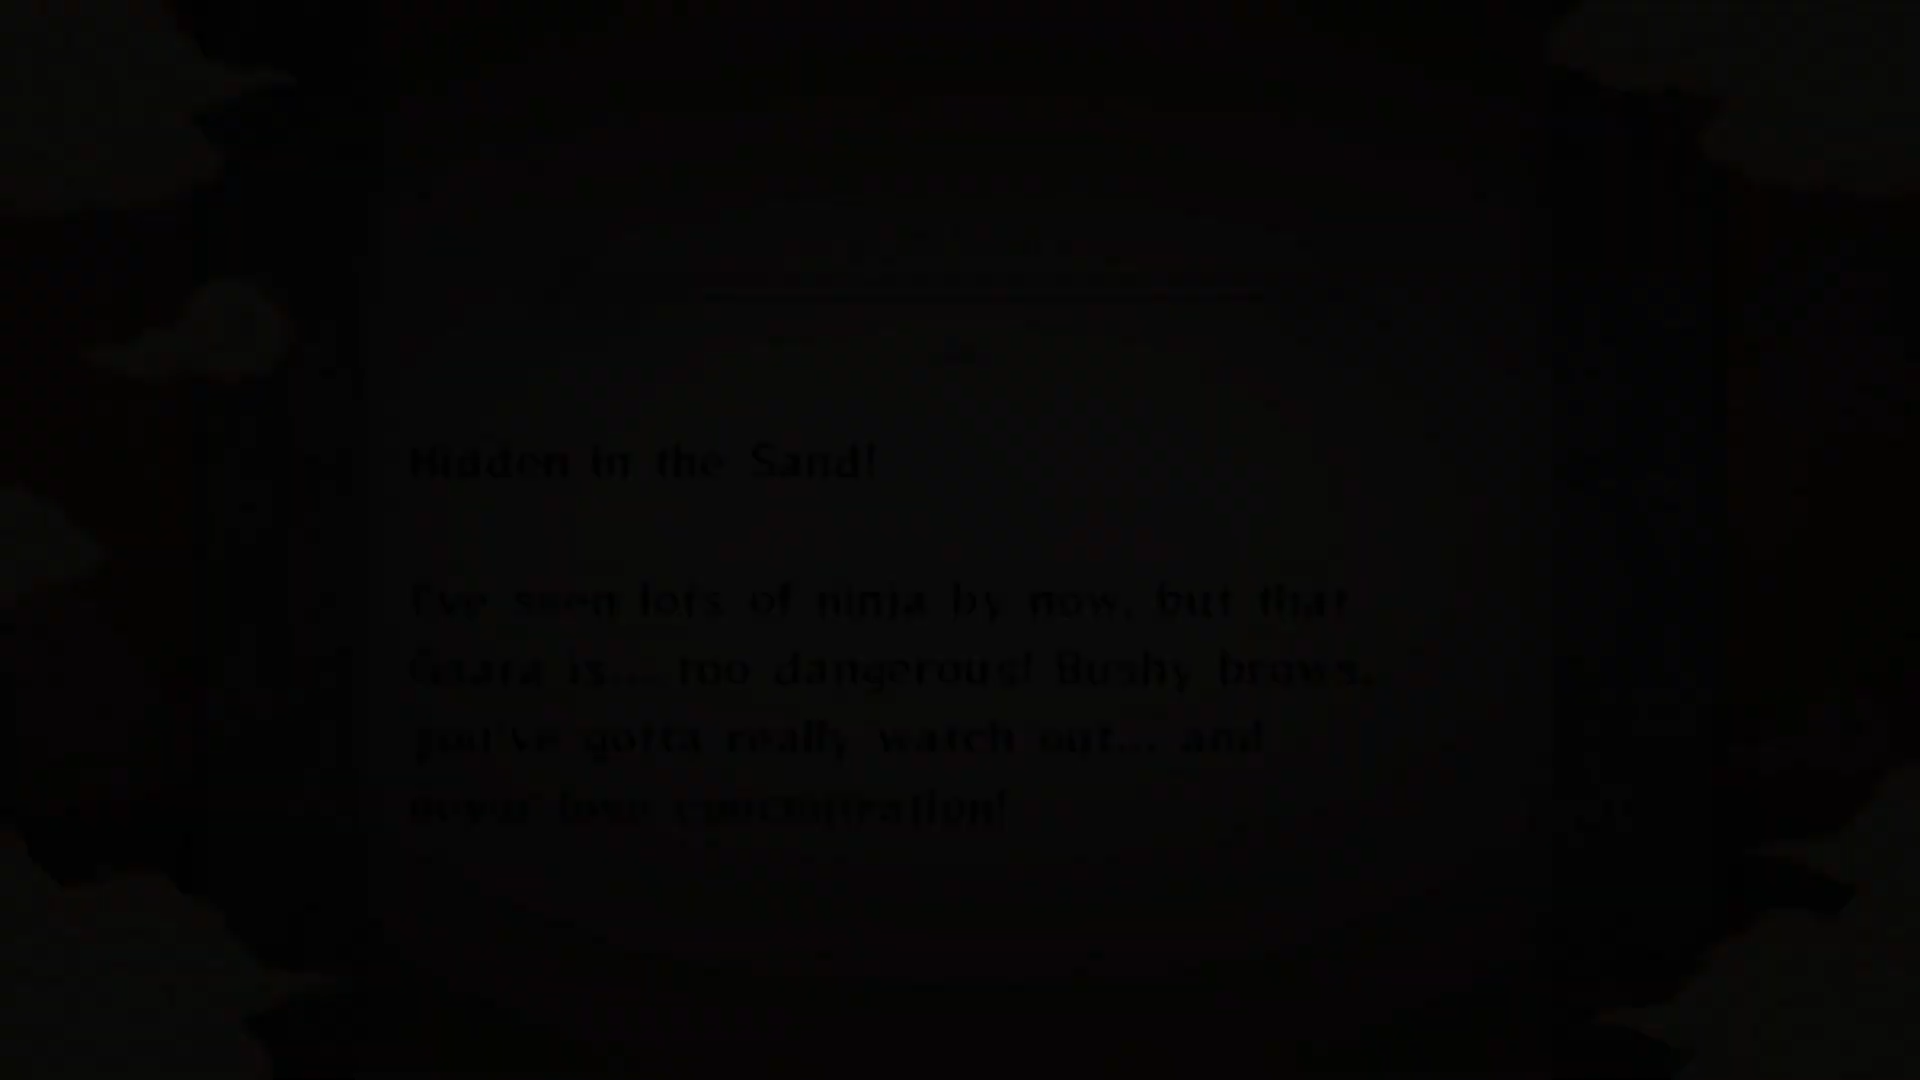 Hidden in the Sand!
I've seen lots of ninja by now, but that
Gaara is... too dangerous! Bushy brows,
you've gotta really watch out... and
never lose concentration!